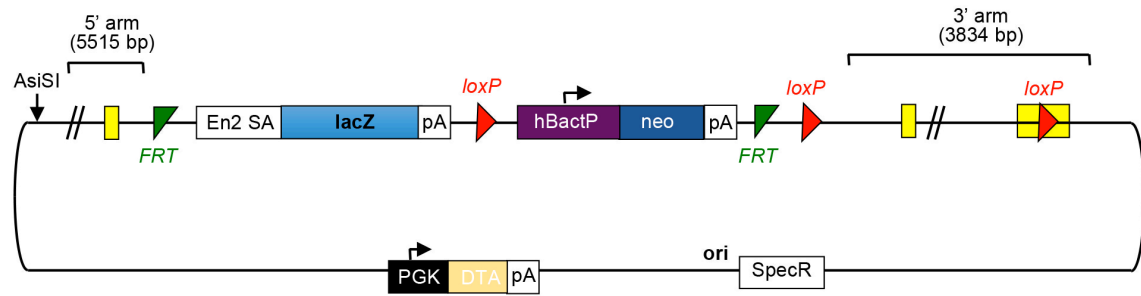 5’ arm
(5515 bp)
3’ arm
(3834 bp)
AsiSI
loxP
loxP
loxP
En2 SA
lacZ
pA
hBactP
neo
pA
FRT
FRT
ori
PGK
DTA
pA
SpecR